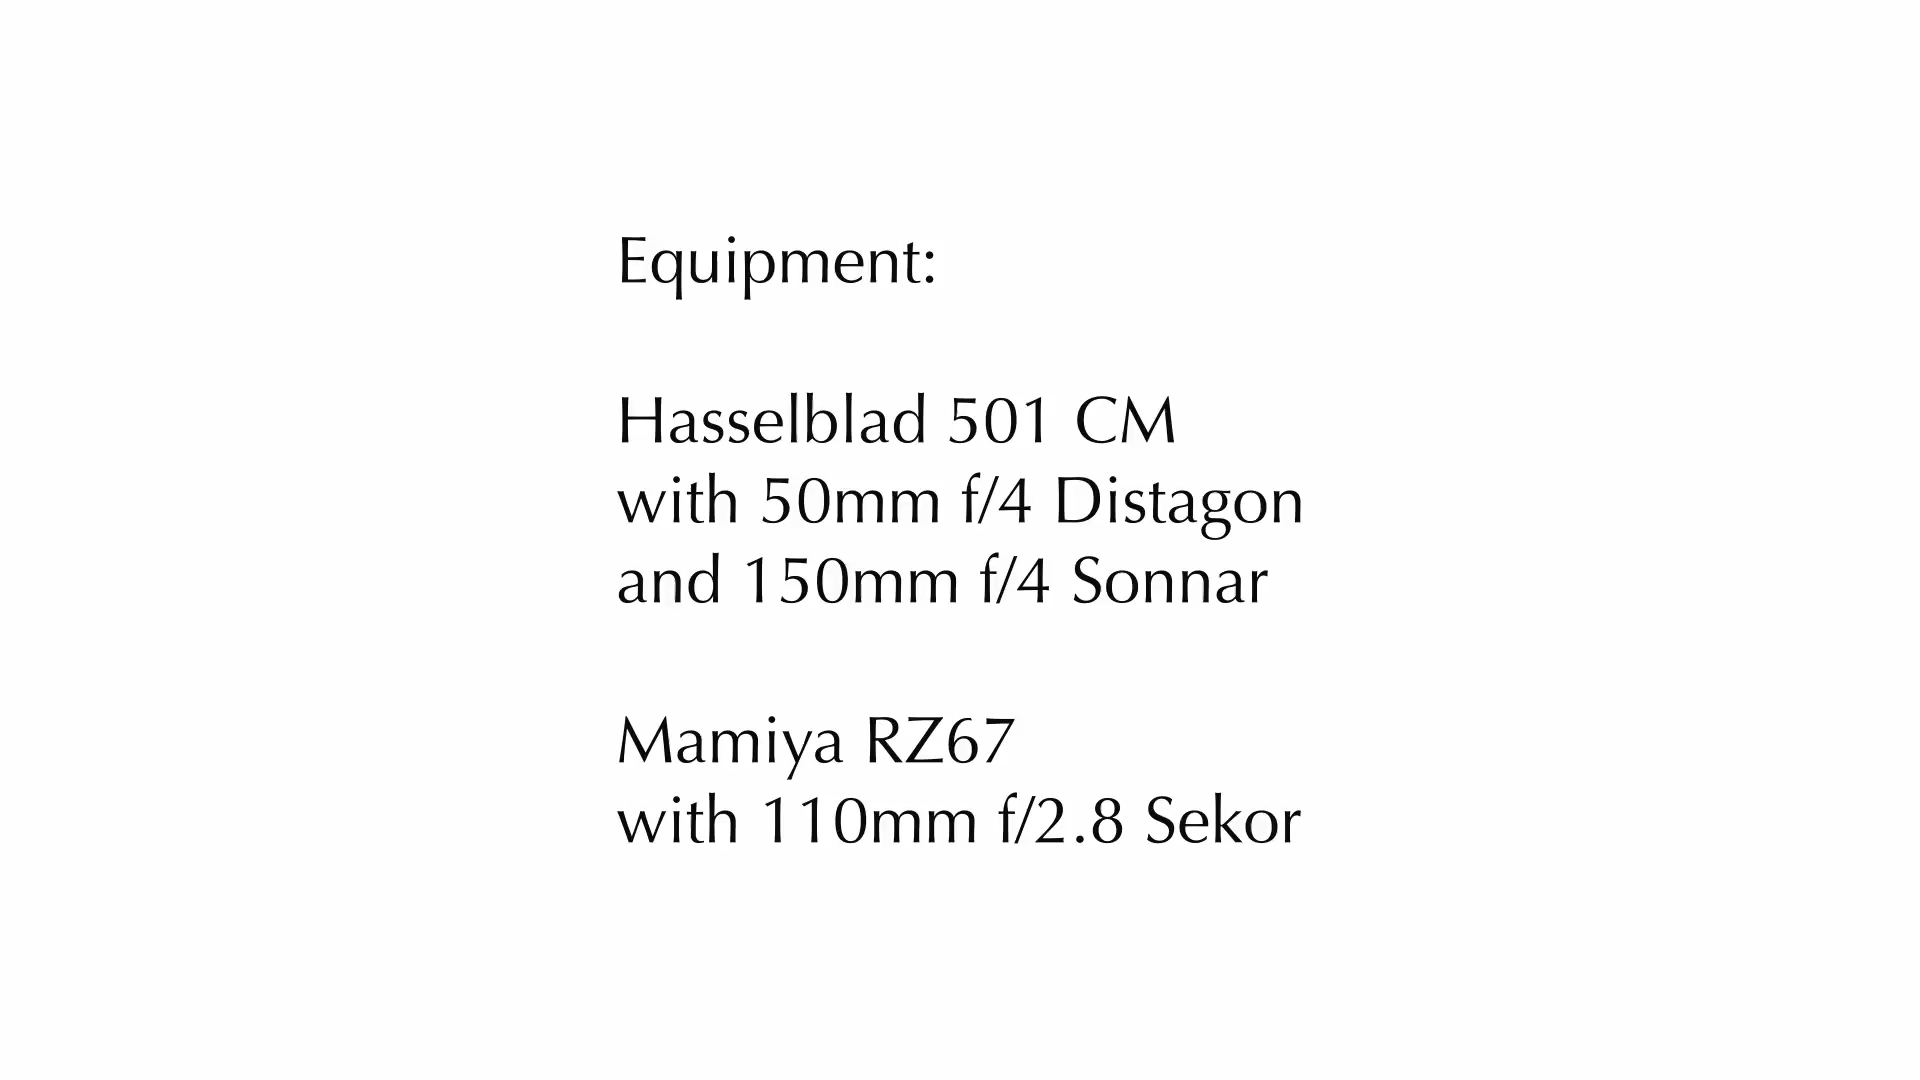 Equipment:
Hasselblad 501 CM
with 50mm f/4 Distagon
and 150mm f/4 Sonnar
Mamiya RZ67
with 110mm f/2.8 Sekor